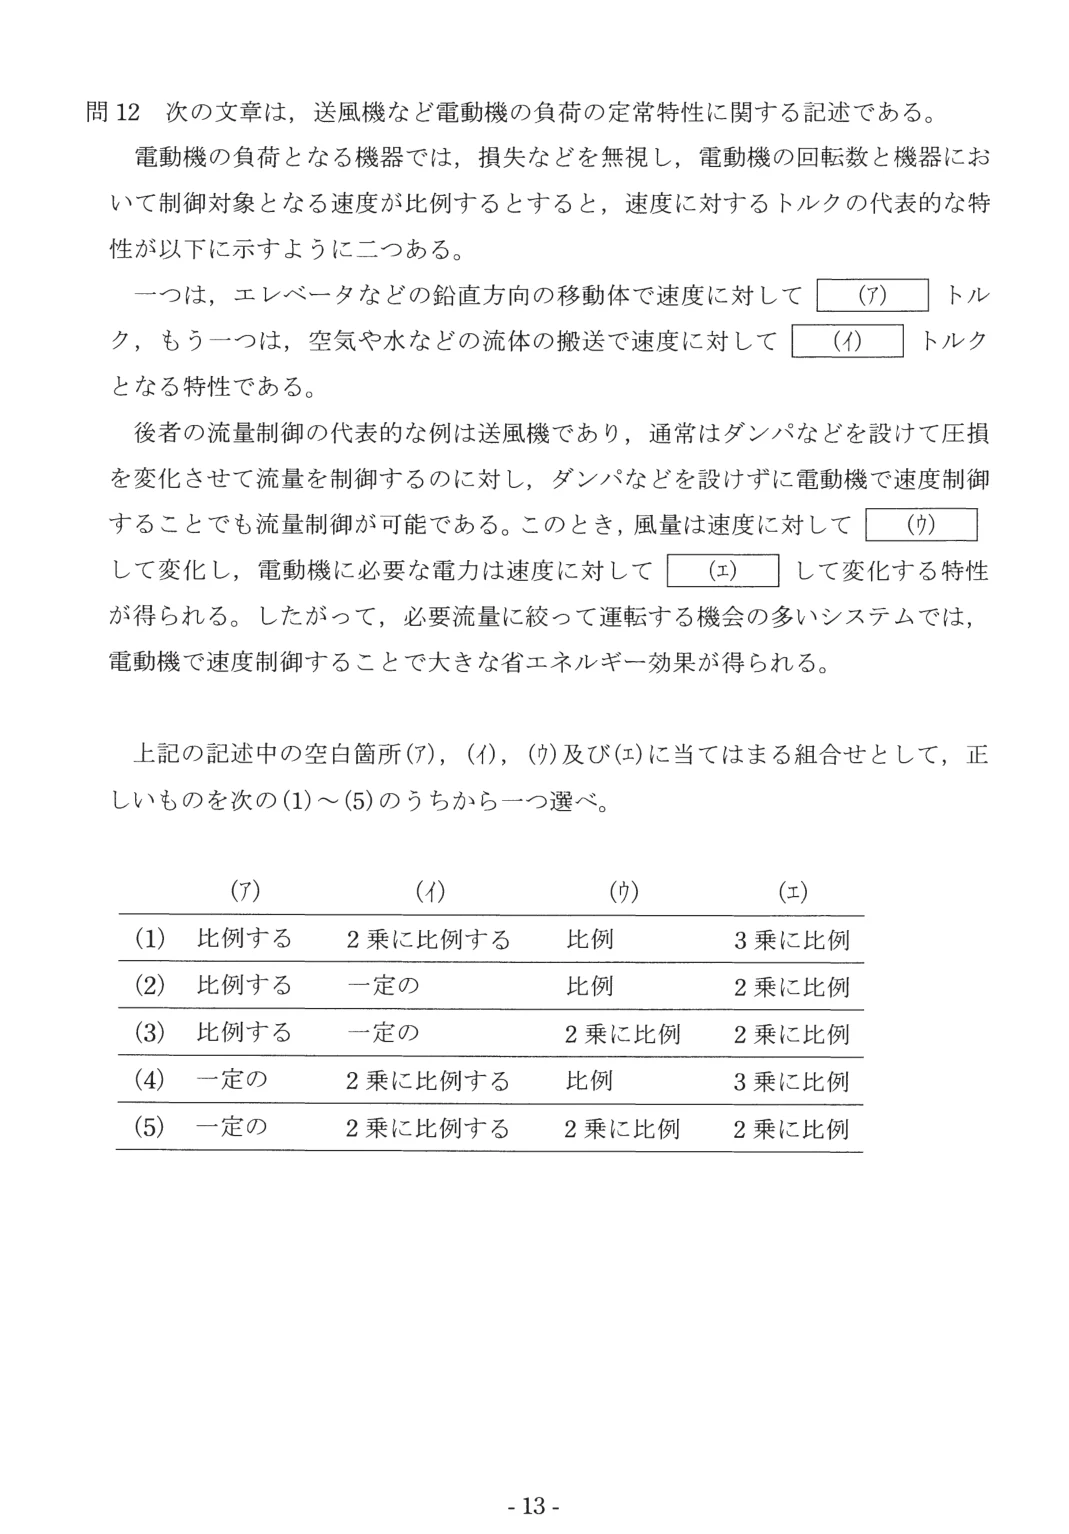 問12 次の文章は，送風機など電動機の負荷の定常特性に関する記述である。
電動機の負荷となる機器では，損失などを無視し，電動機の回転数と機器にお
いて制御対象となる速度が比例するとすると，速度に対するトルクの代表的な特
性が以下に示すように二つある。
一つは，エレベータなどの鉛直方向の移動体で速度に対して (ア) トル
ク，もう一つは，空気や水などの流体の搬送で速度に対して (イ) トルク
となる特性である。
後者の流量制御の代表的な例は送風機であり，通常はダンパなどを設けて圧損
を変化させて流量を制御するのに対し，ダンパなどを設けずに電動機で速度制御
することでも流量制御が可能である。このとき，風量は速度に対して (ウ)
して変化し，電動機に必要な電力は速度に対して (エ) して変化する特性
が得られる。したがって，必要流量に絞って運転する機会の多いシステムでは，
電動機で速度制御することで大きな省エネルギー効果が得られる。
上記の記述中の空白箇所(ア)，(イ)，(ウ)及び(エ)に当てはまる組合せとして，正
しいものを次の(1)～(5)のうちから一つ選べ。
(ア) (イ) (ウ) (エ)
(1) 比例する 2乗に比例する 比例 3乗に比例
(2) 比例する 一定の 比例 2乗に比例
(3) 比例する 一定の 2乗に比例 2乗に比例
(4) 一定の 2乗に比例する 比例 3乗に比例
(5) 一定の 2乗に比例する 2乗に比例 2乗に比例
- 13 -